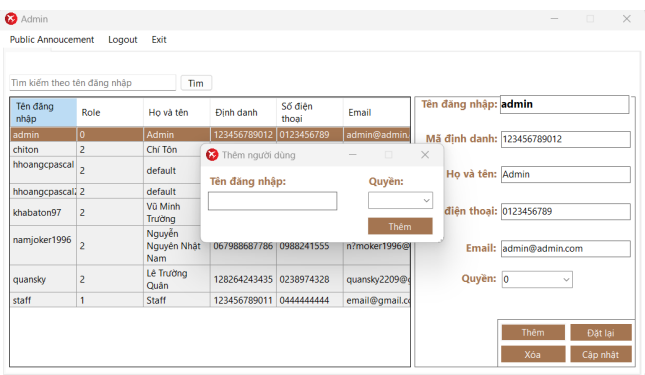 Admin
Public Annoucement Logout Exit
Tìm kiếm theo tên đăng nhập Tìm
Tên đăng nhập Role Họ và tên Định danh Số điện thoại Email
admin 0 Admin 123456789012 0123456789 admin@admin.
chiton 2 Chí Tôn
hhoangcpascal 2 default
hhoangcpascal2 2 default
khabaton97 2 Vũ Minh Trường
namjoker1996 2 Nguyễn Nguyên Nhật Nam 067988687786 0988241555 n?moker1996@
quansky 2 Lê Trường Quân 128264243435 0238974328 quansky2209@g
staff 1 Staff 123456789011 0444444444 email@gmail.co
Thêm người dùng
Tên đăng nhập: Quyền:
Thêm
Tên đăng nhập: admin
Mã định danh: 123456789012
Họ và tên: Admin
điện thoại: 0123456789
Email: admin@admin.com
Quyền: 0
Thêm Đặt lại
Xóa Cập nhật